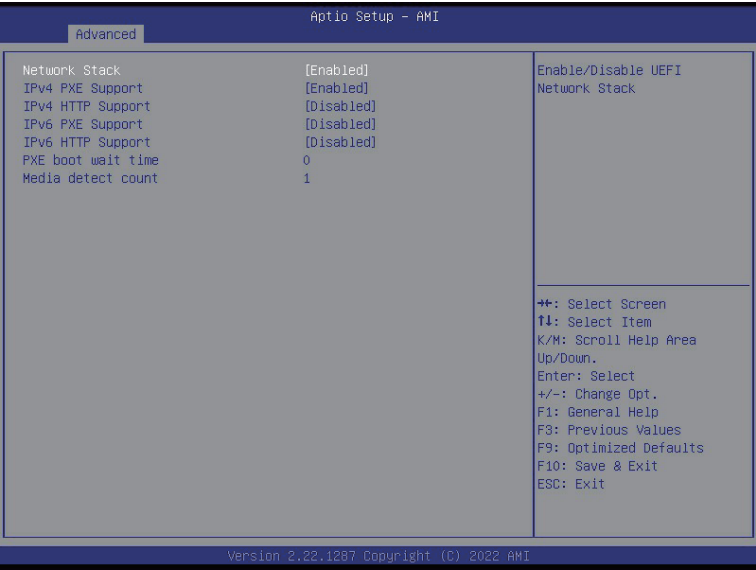 Aptio Setup – AMI
Advanced
Network Stack [Enabled]
IPv4 PXE Support [Enabled]
IPv4 HTTP Support [Disabled]
IPv6 PXE Support [Disabled]
IPv6 HTTP Support [Disabled]
PXE boot wait time 0
Media detect count 1
Enable/Disable UEFI
Network Stack
→←: Select Screen
↑↓: Select Item
K/M: Scroll Help Area
Up/Down.
Enter: Select
+/-: Change Opt.
F1: General Help
F3: Previous Values
F9: Optimized Defaults
F10: Save & Exit
ESC: Exit
Version 2.22.1287 Copyright (C) 2022 AMI